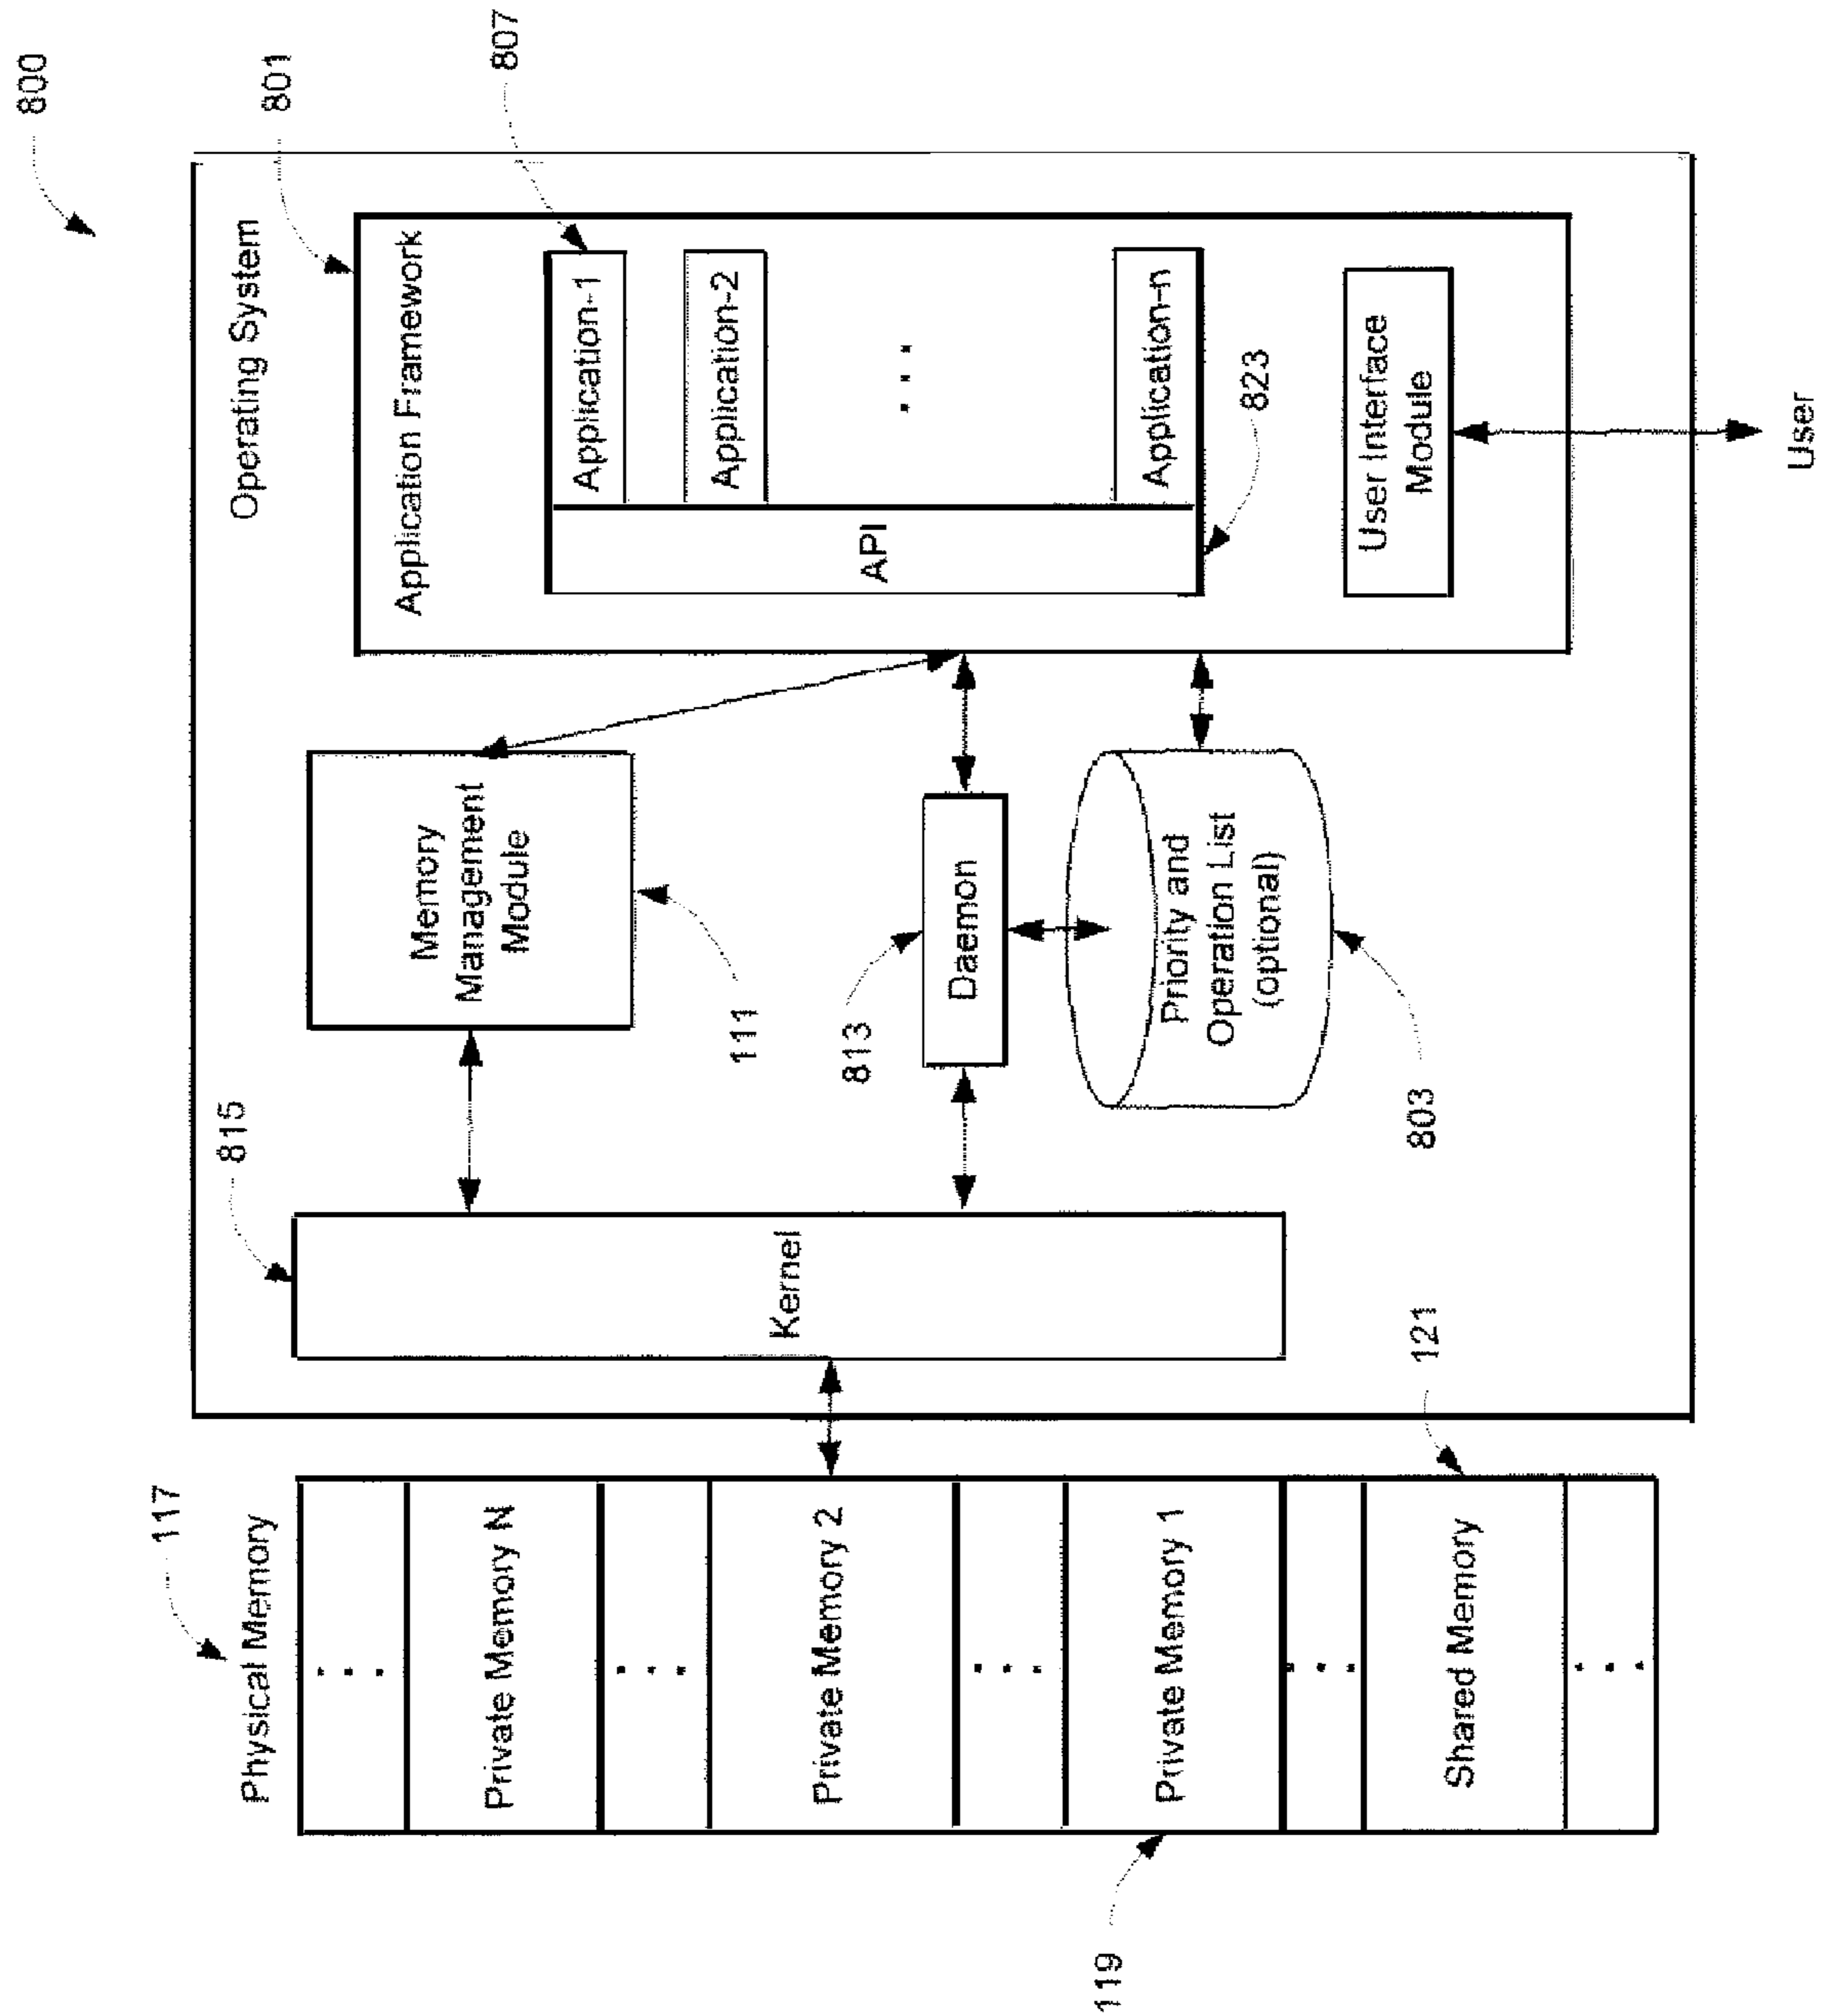 800
Operating System
801
Application Framework
807
Application-1
Application-2
...
Application-n
API
823
User Interface
Module
User
Memory
Management
Module
111
813
Daemon
Priority and
Operation List
(optional)
803
815
Kernel
117
Physical Memory
...
Private Memory N
...
Private Memory 2
...
Private Memory 1
...
Shared Memory
...
119
121